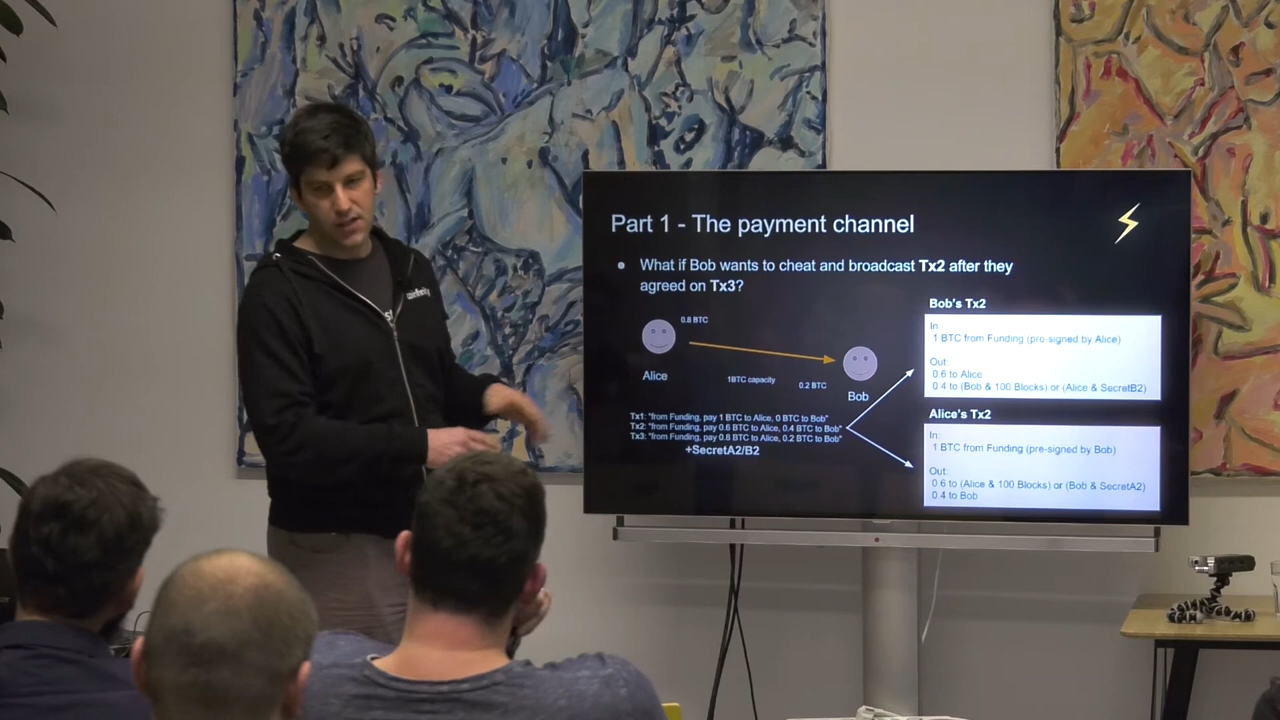 Part 1 - The payment channel
What if Bob wants to cheat and broadcast Tx2 after they
agreed on Tx3?
0.8 BTC
Alice
1BTC capacity
0.2 BTC
Bob
Tx1: "from Funding, pay 1 BTC to Alice, 0 BTC to Bob"
Tx2: "from Funding, pay 0.6 BTC to Alice, 0.4 BTC to Bob"
Tx3: "from Funding, pay 0.8 BTC to Alice, 0.2 BTC to Bob"
+SecretA2/B2
Bob's Tx2
In:
1 BTC from Funding (pre-signed by Alice)
Out:
0.6 to Alice
0.4 to (Bob & 100 Blocks) or (Alice & SecretB2)
Alice's Tx2
In:
1 BTC from Funding (pre-signed by Bob)
Out:
0.6 to (Alice & 100 Blocks) or (Bob & SecretA2)
0.4 to Bob